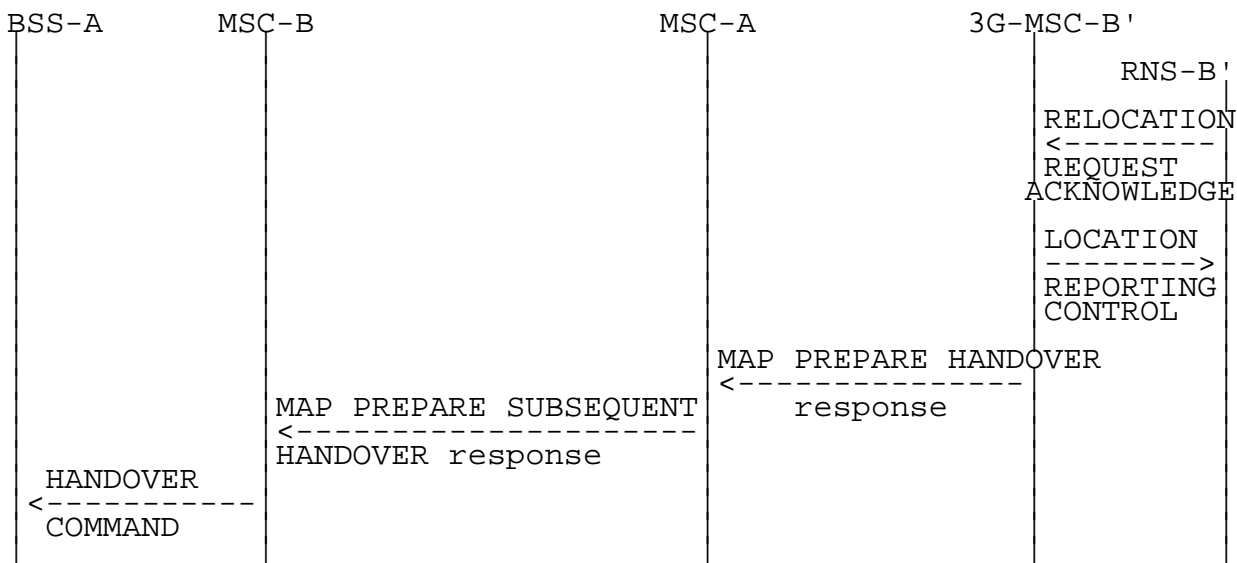 BSS-A MSC-B MSC-A 3G-MSC-B'
RNS-B'
RELOCATION
<---------
REQUEST
ACKNOWLEDGE
LOCATION
-------->
REPORTING
CONTROL
MAP PREPARE HANDOVER
<---------------
response
MAP PREPARE SUBSEQUENT
<---------------------
HANDOVER response
HANDOVER
<-----------
COMMAND